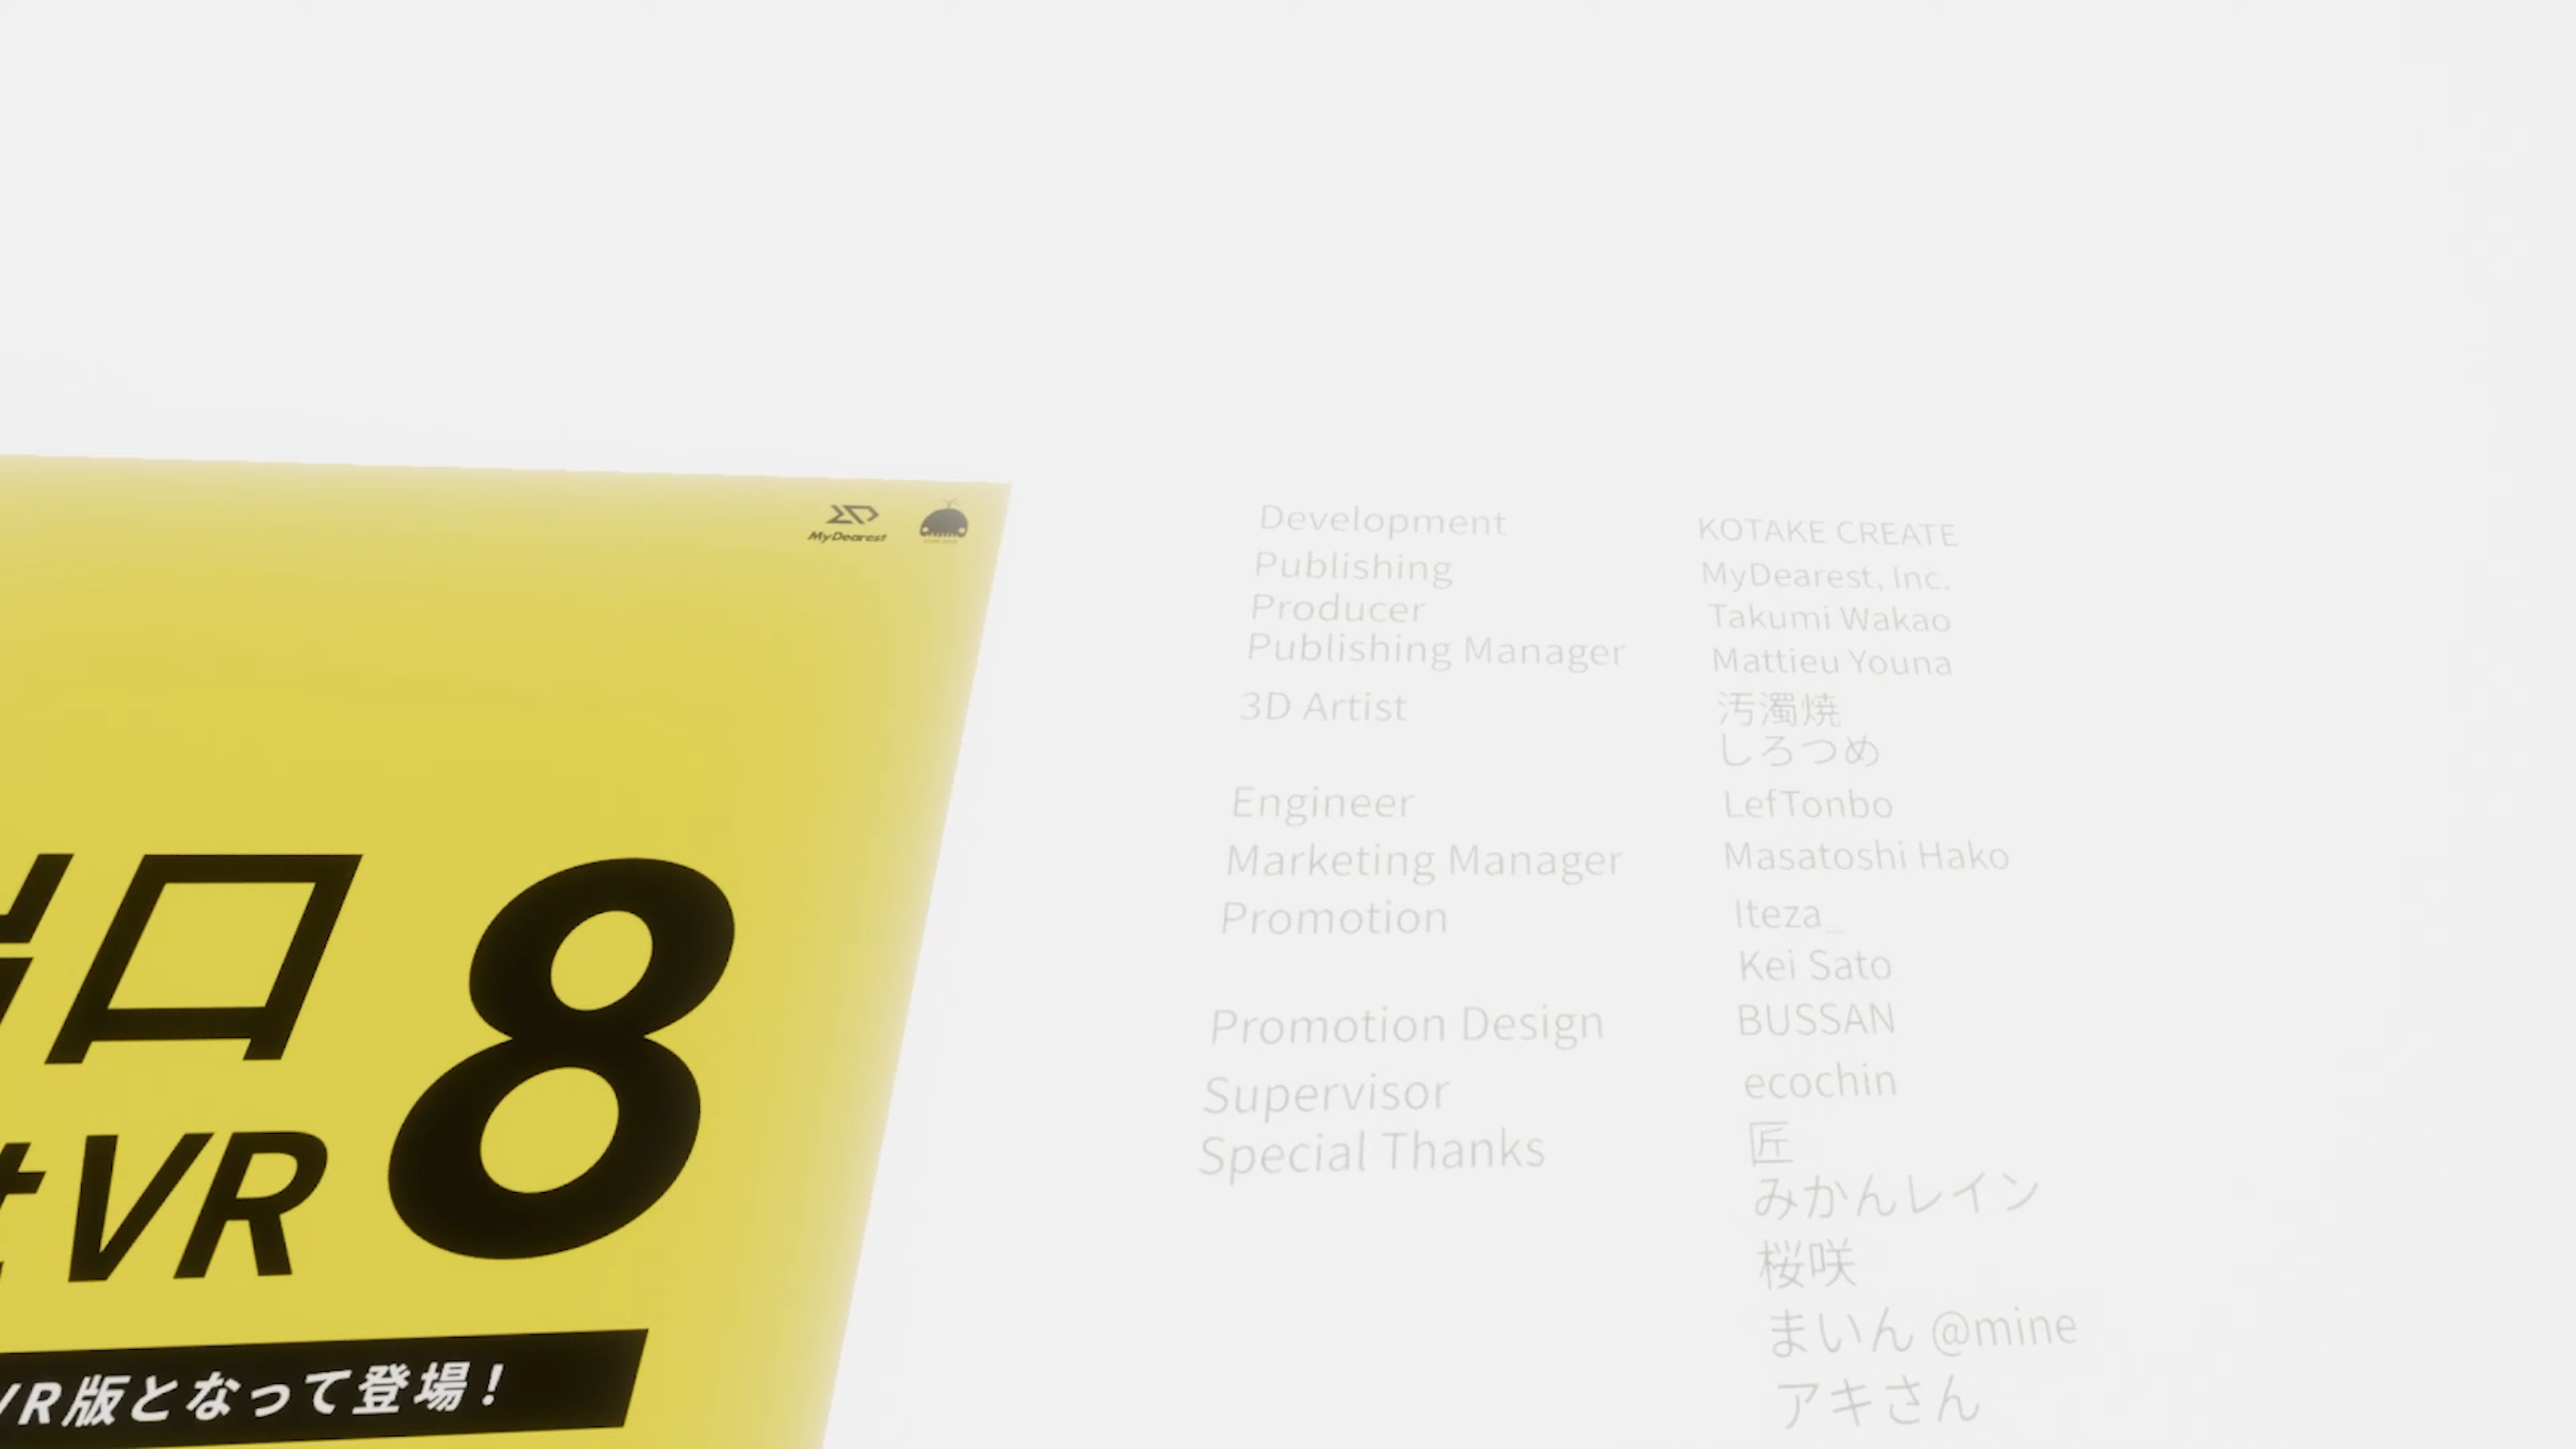 MyDearest
口 8
VR
VR版となって登場！
Development KOTAKE CREATE
Publishing MyDearest, Inc.
Producer Takumi Wakao
Publishing Manager Mattieu Youna
3D Artist 汚濁焼
しろつめ
Engineer LefTonbo
Marketing Manager Masatoshi Hako
Promotion Iteza_
Kei Sato
Promotion Design BUSSAN
Supervisor ecochin
Special Thanks 匠
みかんレイン
桜咲
まいん @mine
アキさん